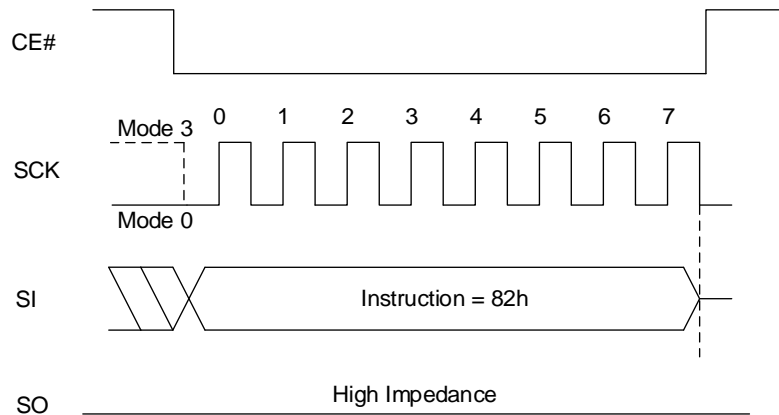 CE#
Mode 3
0 1 2 3 4 5 6 7
SCK
Mode 0
SI
Instruction = 82h
SO
High Impedance